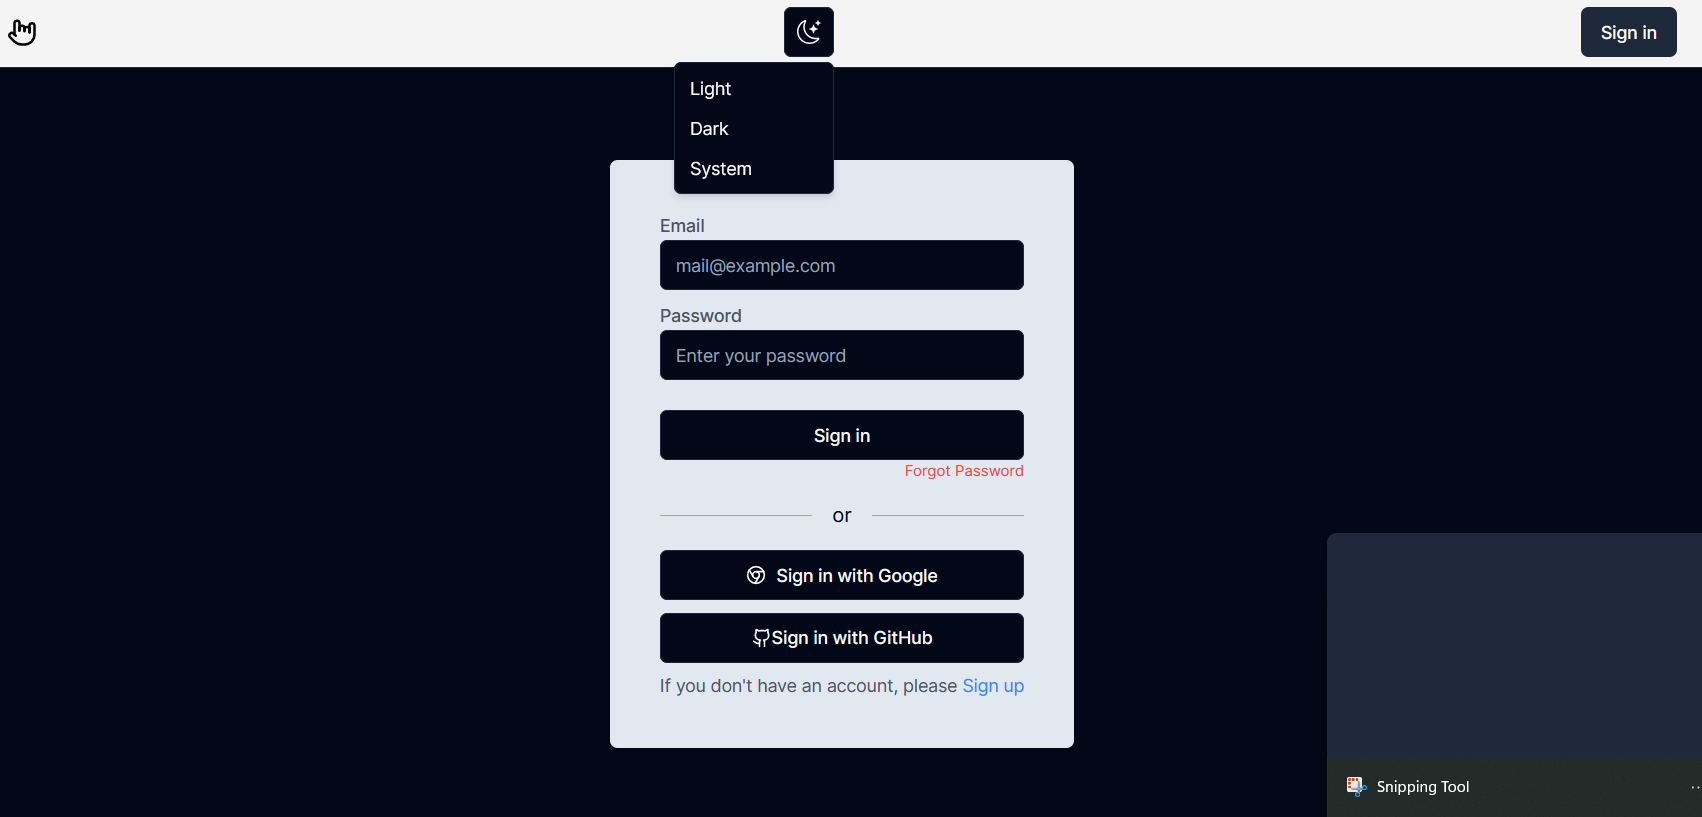 Sign in
Light
Dark
System
Email
mail@example.com
Password
Enter your password
Sign in
Forgot Password
or
Sign in with Google
Sign in with GitHub
If you don't have an account, please Sign up
Snipping Tool